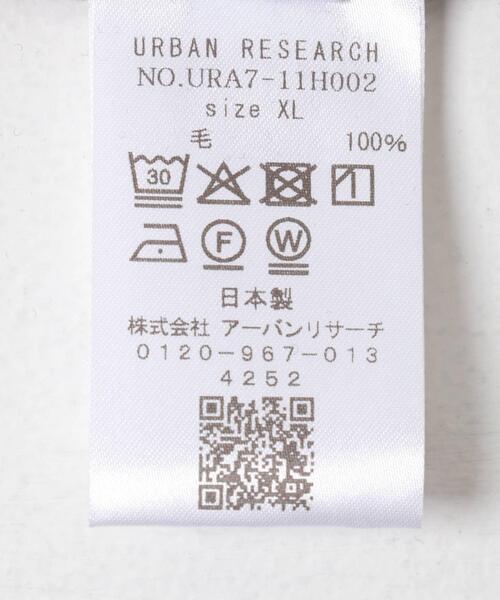 URBAN RESEARCH
NO.URA7-11H002
size XL
毛 100%
30
F W
日本製
株式会社 アーバンリサーチ
0120-967-013
4252